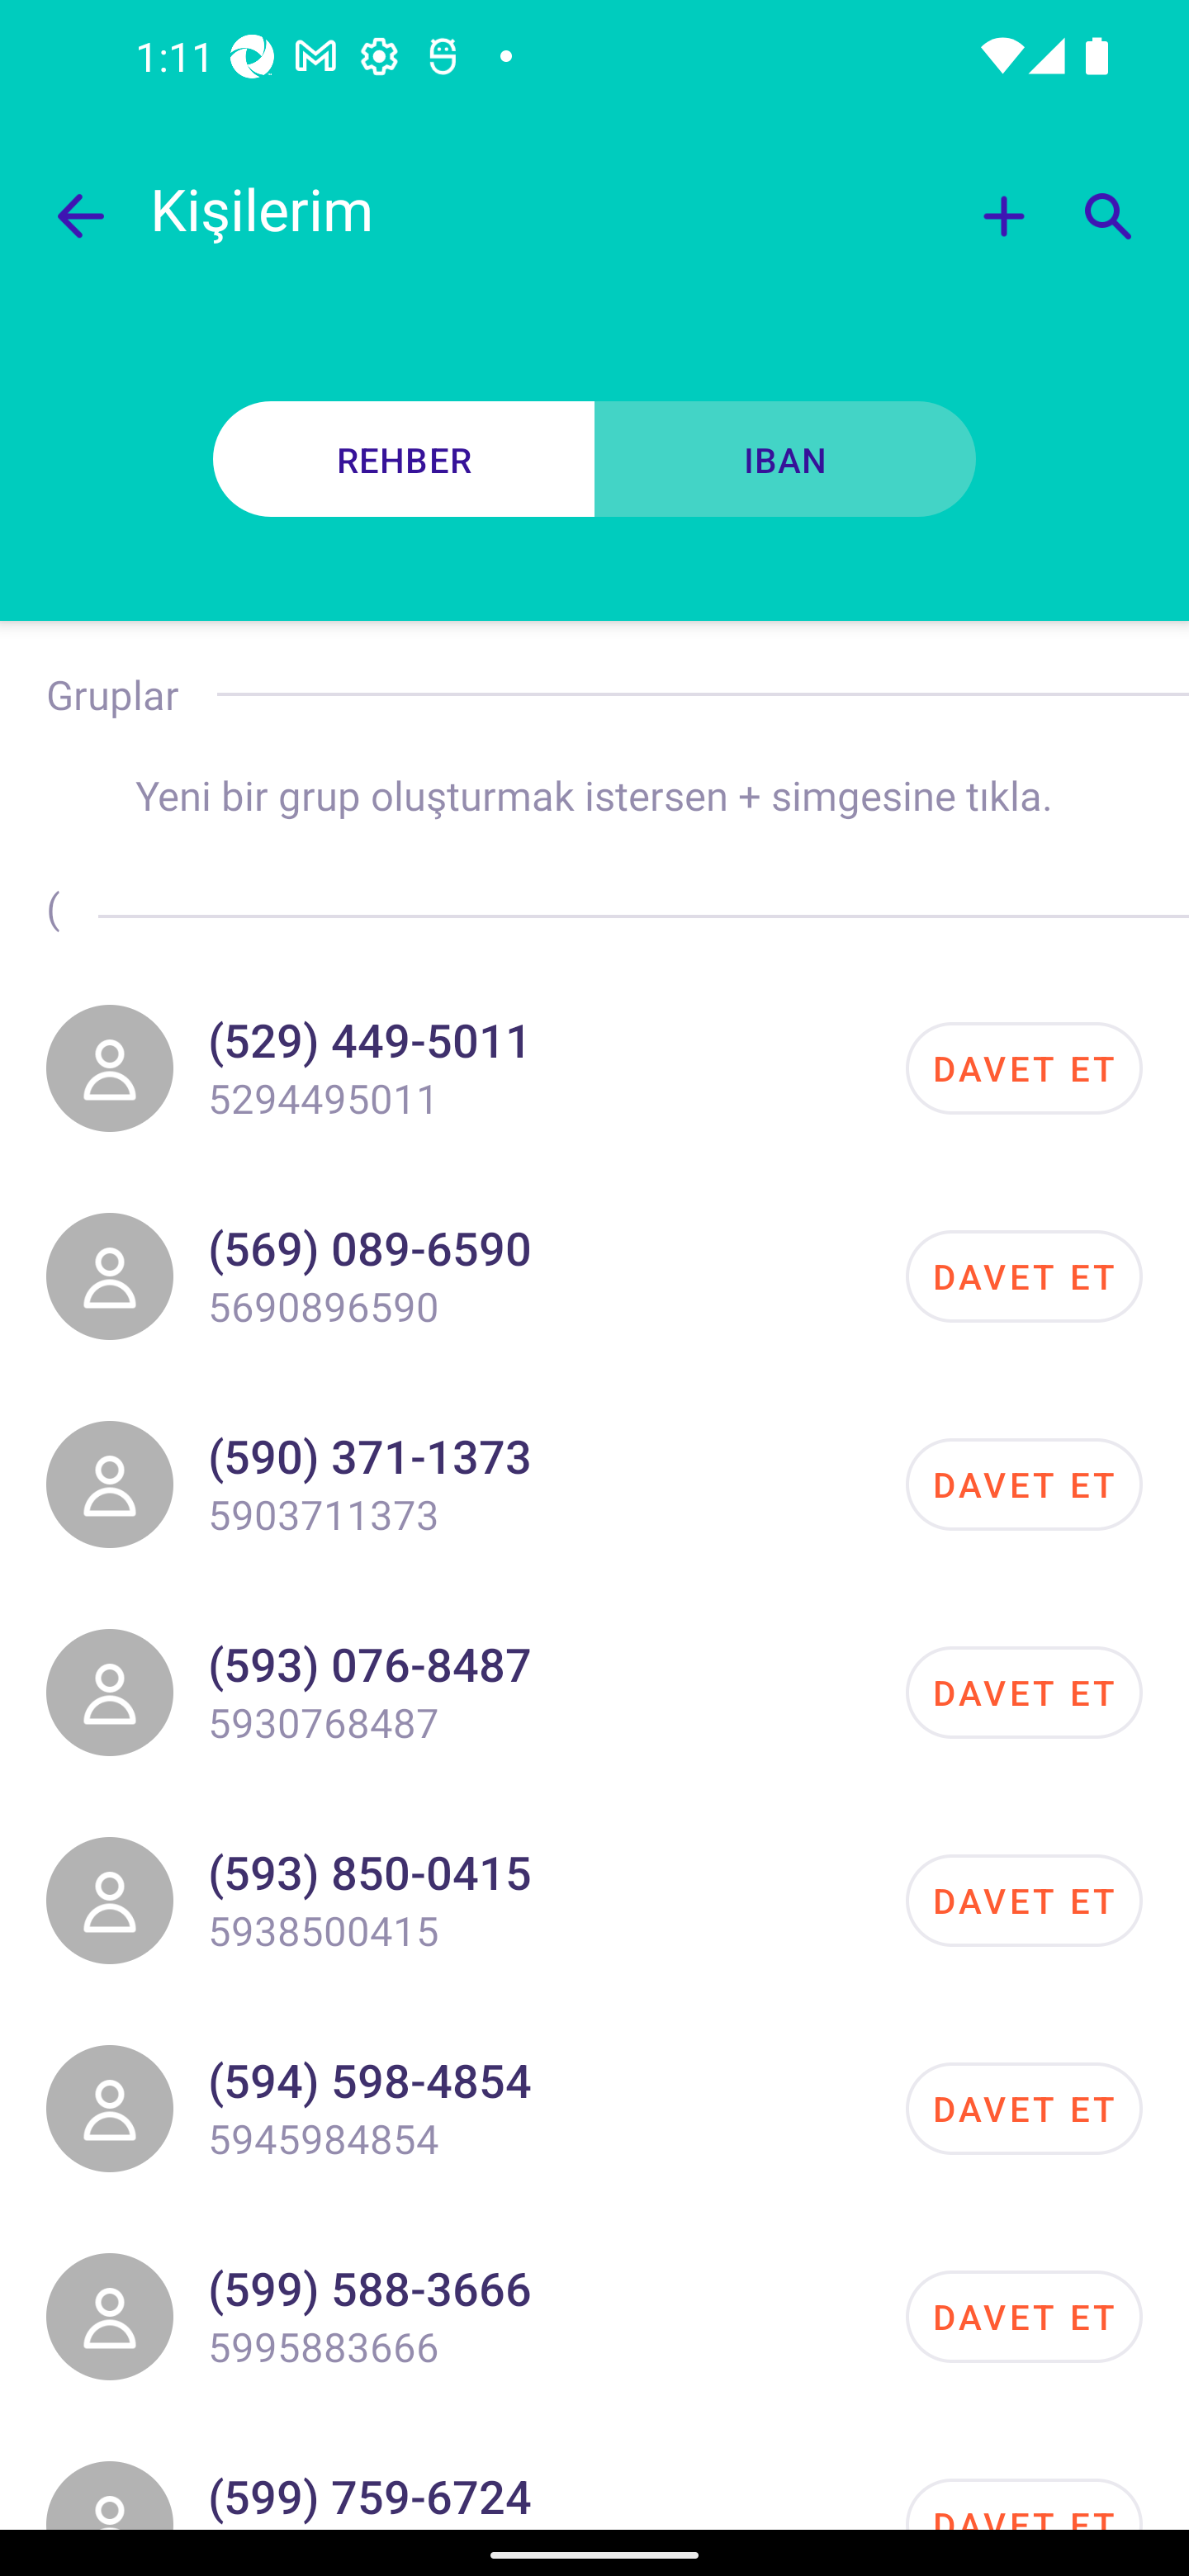 1:11
Kişilerim
REHBER IBAN
Gruplar
Yeni bir grup oluşturmak istersen + simgesine tıkla.
(
(529) 449-5011
5294495011
DAVET ET
(569) 089-6590
5690896590
DAVET ET
(590) 371-1373
5903711373
DAVET ET
(593) 076-8487
5930768487
DAVET ET
(593) 850-0415
5938500415
DAVET ET
(594) 598-4854
5945984854
DAVET ET
(599) 588-3666
5995883666
DAVET ET
(599) 759-6724
DAVET ET